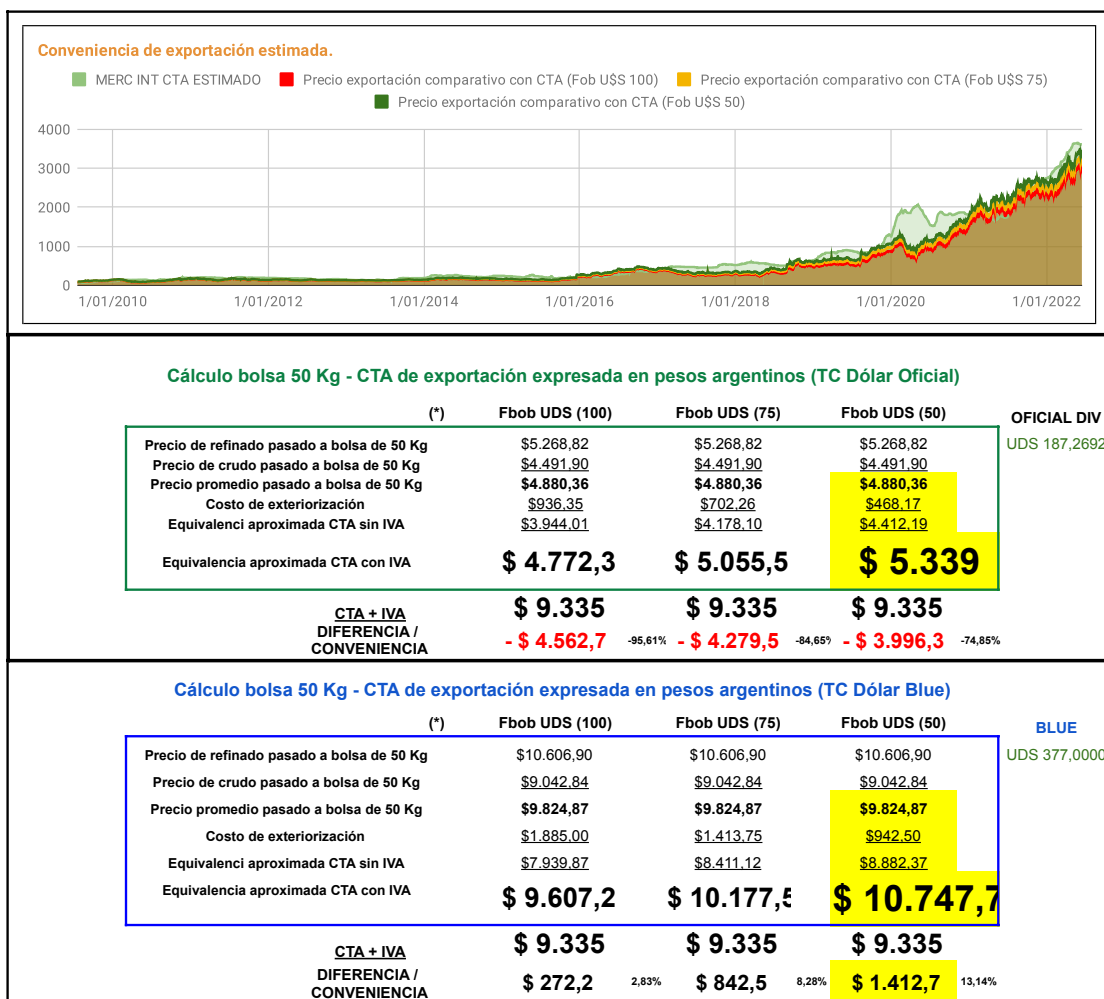 Conveniencia de exportación estimada.
MERC INT CTA ESTIMADO Precio exportación comparativo con CTA (Fob U$S 100) Precio exportación comparativo con CTA (Fob U$S 75)
Precio exportación comparativo con CTA (Fob U$S 50)
4000
3000
2000
1000
0
1/01/2010 1/01/2012 1/01/2014 1/01/2016 1/01/2018 1/01/2020 1/01/2022
Cálculo bolsa 50 Kg - CTA de exportación expresada en pesos argentinos (TC Dólar Oficial)
(*) Fbob UDS (100) Fbob UDS (75) Fbob UDS (50) OFICIAL DIV
Precio de refinado pasado a bolsa de 50 Kg $5.268,82 $5.268,82 $5.268,82 UDS 187,2692
Precio de crudo pasado a bolsa de 50 Kg $4.491,90 $4.491,90 $4.491,90
Precio promedio pasado a bolsa de 50 Kg $4.880,36 $4.880,36 $4.880,36
Costo de exteriorización $936,35 $702,26 $468,17
Equivalenci aproximada CTA sin IVA $3.944,01 $4.178,10 $4.412,19
Equivalencia aproximada CTA con IVA $ 4.772,3 $ 5.055,5 $ 5.339
CTA + IVA $ 9.335 $ 9.335 $ 9.335
DIFERENCIA /
CONVENIENCIA - $ 4.562,7 -95,61% - $ 4.279,5 -84,65% - $ 3.996,3 -74,85%
Cálculo bolsa 50 Kg - CTA de exportación expresada en pesos argentinos (TC Dólar Blue)
(*) Fbob UDS (100) Fbob UDS (75) Fbob UDS (50) BLUE
Precio de refinado pasado a bolsa de 50 Kg $10.606,90 $10.606,90 $10.606,90 UDS 377,0000
Precio de crudo pasado a bolsa de 50 Kg $9.042,84 $9.042,84 $9.042,84
Precio promedio pasado a bolsa de 50 Kg $9.824,87 $9.824,87 $9.824,87
Costo de exteriorización $1.885,00 $1.413,75 $942,50
Equivalenci aproximada CTA sin IVA $7.939,87 $8.411,12 $8.882,37
Equivalencia aproximada CTA con IVA $ 9.607,2 $ 10.177,5 $ 10.747,7
CTA + IVA $ 9.335 $ 9.335 $ 9.335
DIFERENCIA /
CONVENIENCIA $ 272,2 2,83% $ 842,5 8,28% $ 1.412,7 13,14%